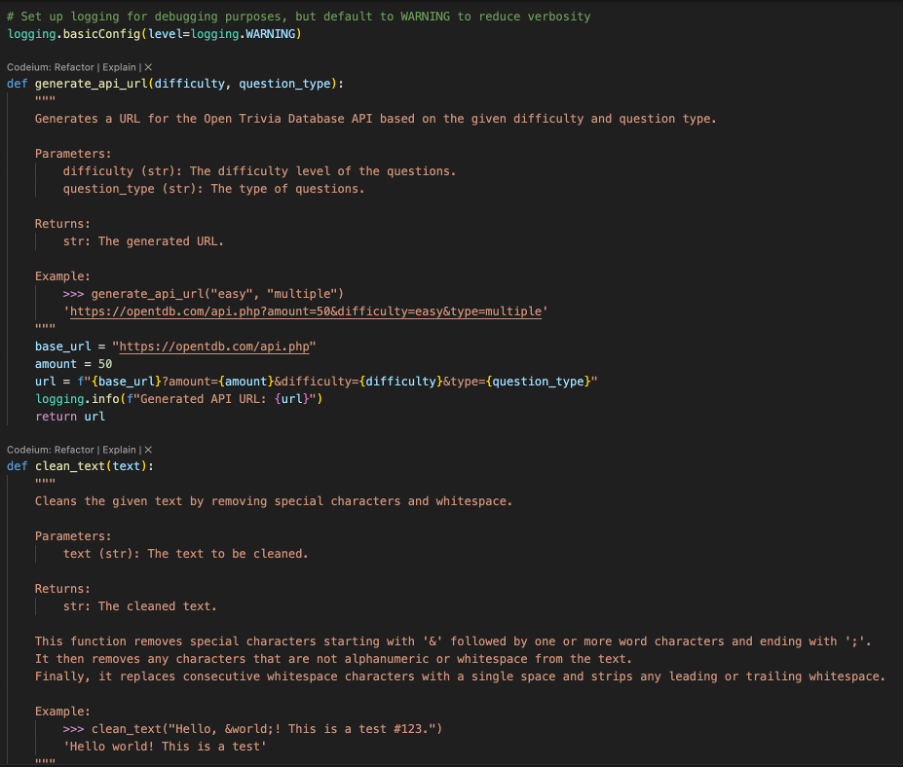 # Set up logging for debugging purposes, but default to WARNING to reduce verbosity
logging.basicConfig(level=logging.WARNING)
Codeium: Refactor | Explain | ×
def generate_api_url(difficulty, question_type):
"""
Generates a URL for the Open Trivia Database API based on the given difficulty and question type.
Parameters:
difficulty (str): The difficulty level of the questions.
question_type (str): The type of questions.
Returns:
str: The generated URL.
Example:
>>> generate_api_url("easy", "multiple")
'https://opentdb.com/api.php?amount=50&difficulty=easy&type=multiple'
"""
base_url = "https://opentdb.com/api.php"
amount = 50
url = f"{base_url}?amount={amount}&difficulty={difficulty}&type={question_type}"
logging.info(f"Generated API URL: {url}")
return url
Codeium: Refactor | Explain | ×
def clean_text(text):
"""
Cleans the given text by removing special characters and whitespace.
Parameters:
text (str): The text to be cleaned.
Returns:
str: The cleaned text.
This function removes special characters starting with '&' followed by one or more word characters and ending with ';'.
It then removes any characters that are not alphanumeric or whitespace from the text.
Finally, it replaces consecutive whitespace characters with a single space and strips any leading or trailing whitespace.
Example:
>>> clean_text("Hello, &world;! This is a test #123.")
'Hello world! This is a test'
"""